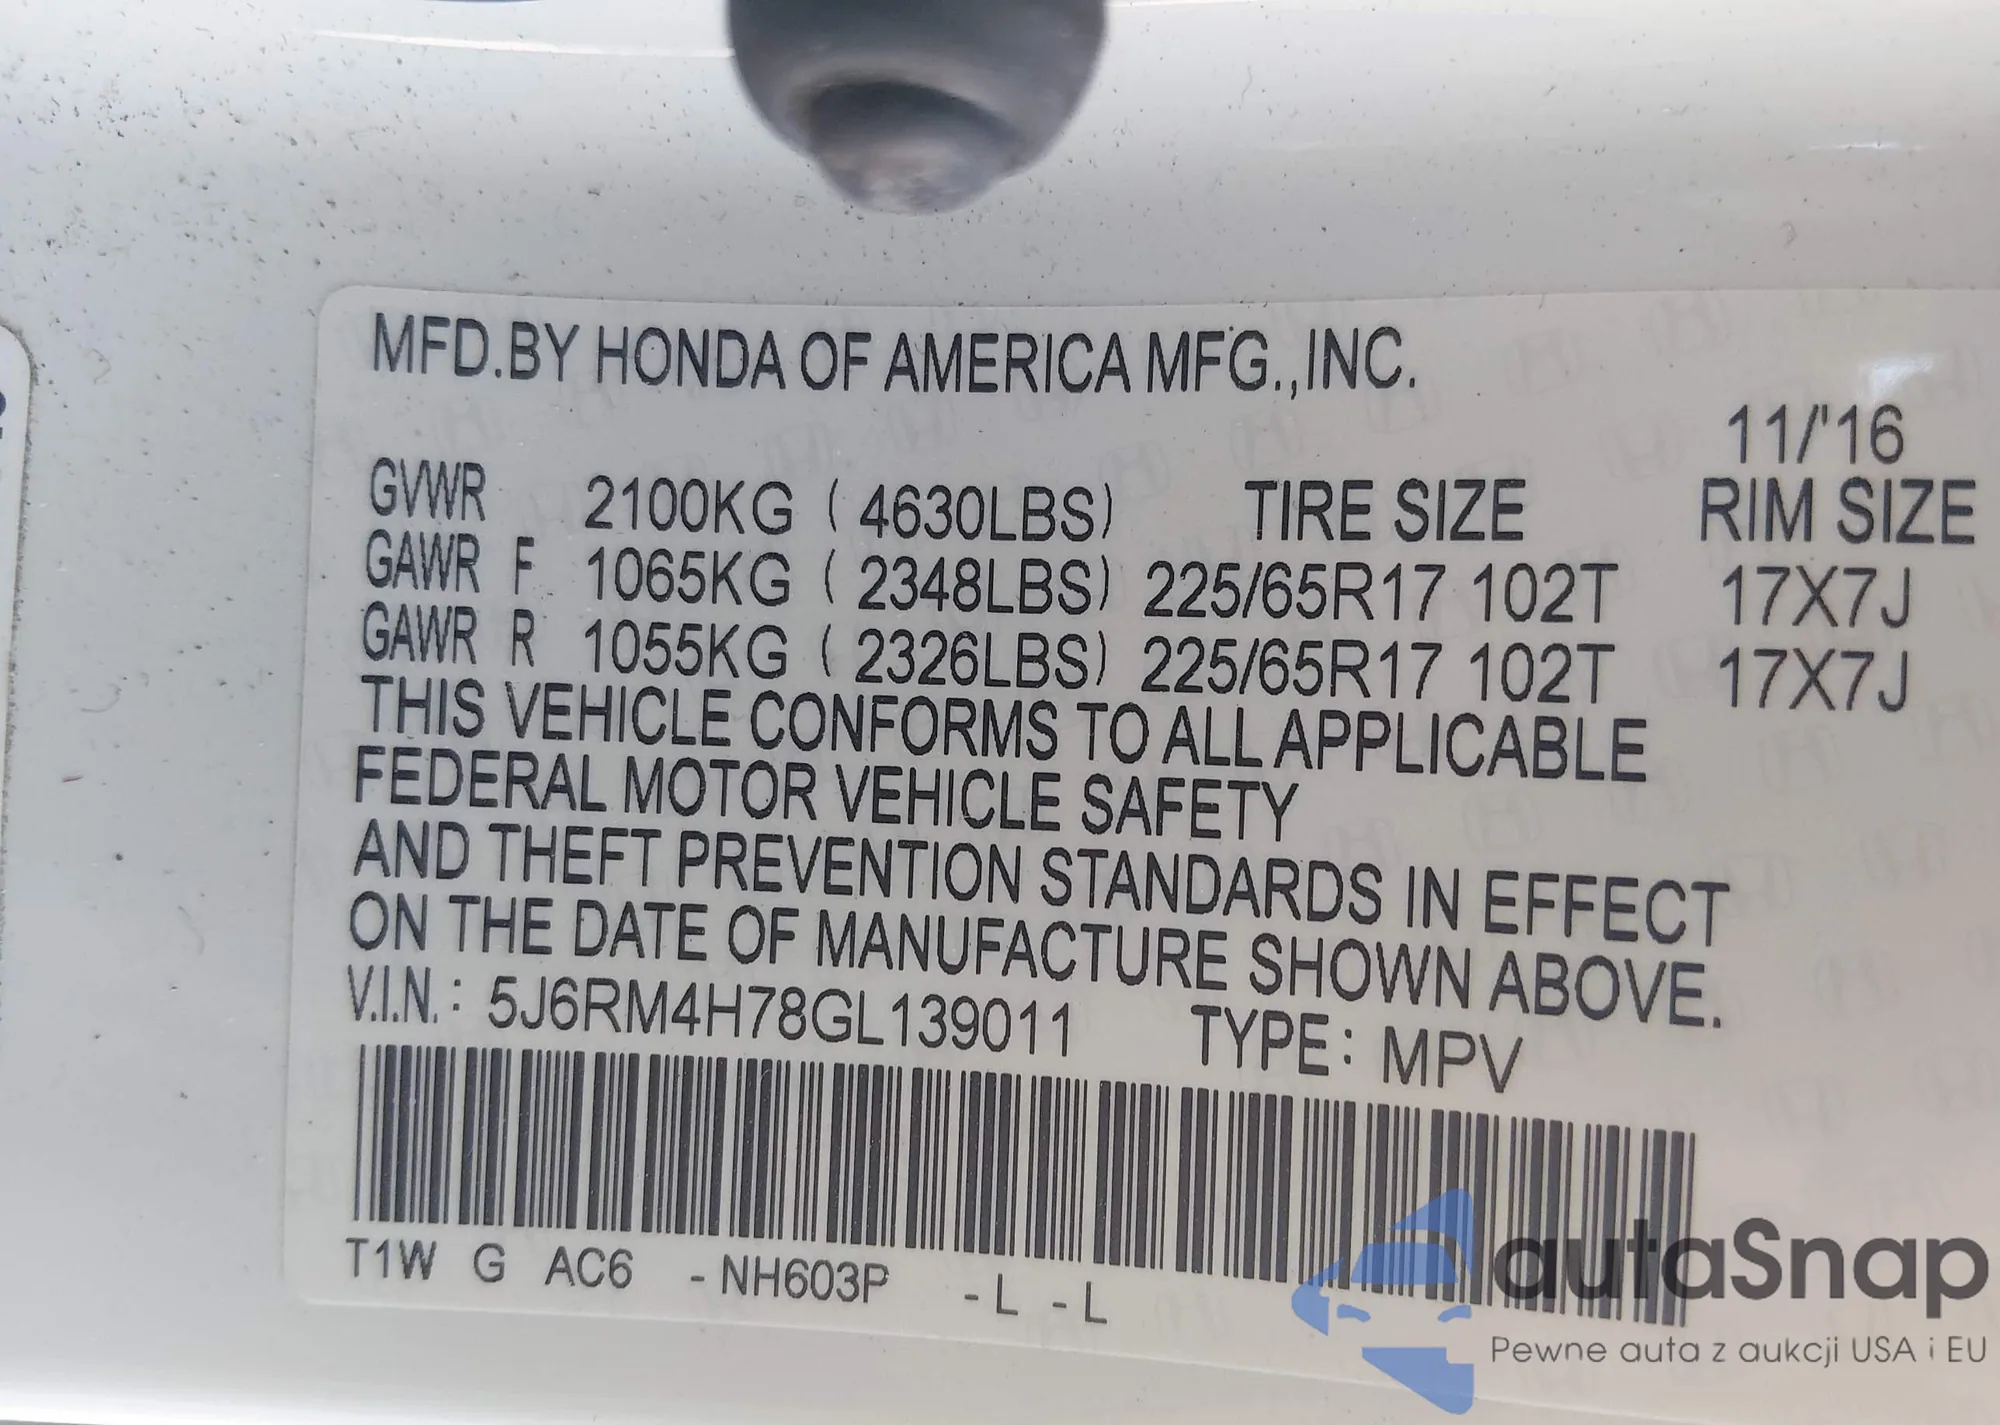 MFD.BY HONDA OF AMERICA MFG.,INC.
11/'16
GVWR 2100KG ( 4630LBS) TIRE SIZE RIM SIZE
GAWR F 1065KG ( 2348LBS) 225/65R17 102T 17X7J
GAWR R 1055KG ( 2326LBS) 225/65R17 102T 17X7J
THIS VEHICLE CONFORMS TO ALL APPLICABLE
FEDERAL MOTOR VEHICLE SAFETY
AND THEFT PREVENTION STANDARDS IN EFFECT
ON THE DATE OF MANUFACTURE SHOWN ABOVE.
V.I.N.: 5J6RM4H78GL139011 TYPE: MPV
T1W G AC6 -NH603P -L -L
autaSnap
Pewne auta z aukcji USA i EU